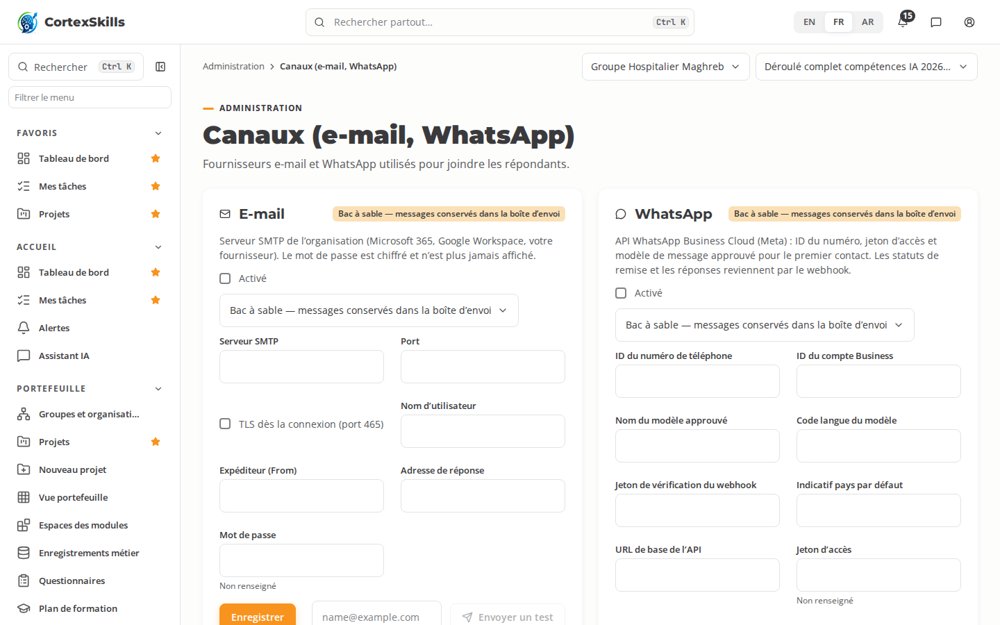 CortexSkills
Rechercher partout...
Ctrl K
EN
FR
AR
15
Rechercher
Ctrl K
Filtrer le menu
FAVORIS
Tableau de bord
Mes tâches
Projets
ACCUEIL
Tableau de bord
Mes tâches
Alertes
Assistant IA
PORTEFEUILLE
Groupes et organisati...
Projets
Nouveau projet
Vue portefeuille
Espaces des modules
Enregistrements métier
Questionnaires
Plan de formation
Administration > Canaux (e-mail, WhatsApp)
Groupe Hospitalier Maghreb
Déroulé complet compétences IA 2026...
ADMINISTRATION
Canaux (e-mail, WhatsApp)
Fournisseurs e-mail et WhatsApp utilisés pour joindre les répondants.
E-mail
Bac à sable — messages conservés dans la boîte d’envoi
Serveur SMTP de l’organisation (Microsoft 365, Google Workspace, votre
fournisseur). Le mot de passe est chiffré et n’est plus jamais affiché.
Activé
Bac à sable — messages conservés dans la boîte d’envoi
Serveur SMTP
Port
TLS dès la connexion (port 465)
Nom d’utilisateur
Expéditeur (From)
Adresse de réponse
Mot de passe
Non renseigné
Enregistrer
name@example.com
Envoyer un test
WhatsApp
Bac à sable — messages conservés dans la boîte d’envoi
API WhatsApp Business Cloud (Meta) : ID du numéro, jeton d’accès et
modèle de message approuvé pour le premier contact. Les statuts de
remise et les réponses reviennent par le webhook.
Activé
Bac à sable — messages conservés dans la boîte d’envoi
ID du numéro de téléphone
ID du compte Business
Nom du modèle approuvé
Code langue du modèle
Jeton de vérification du webhook
Indicatif pays par défaut
URL de base de l’API
Jeton d’accès
Non renseigné